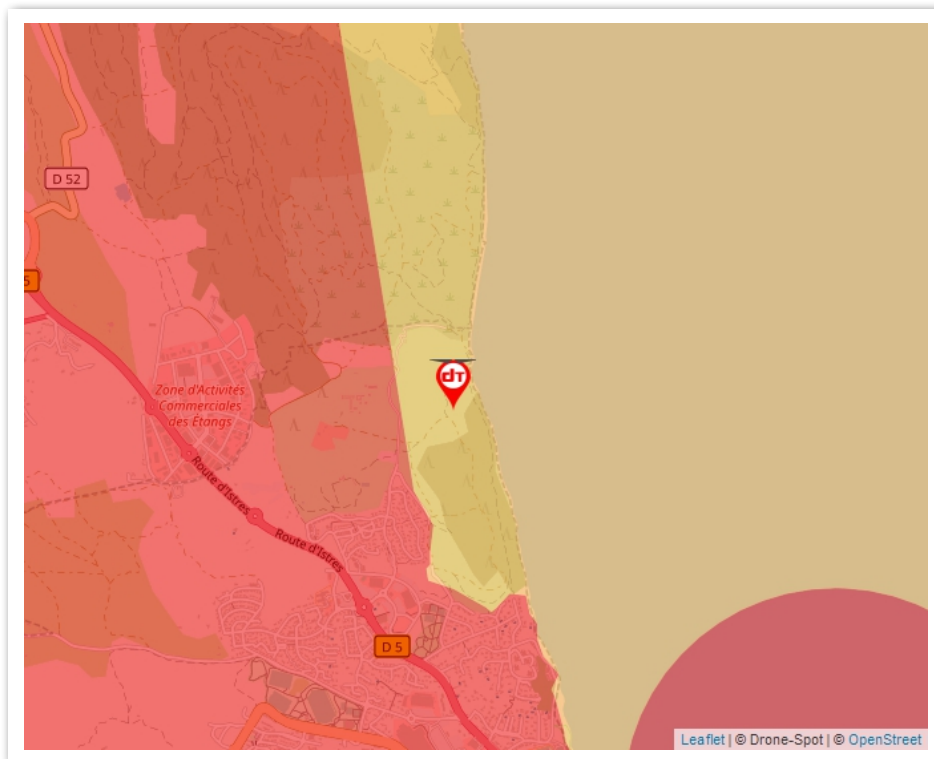 D 52
5
Zone d'Activités
Commerciales
des Étangs
dT
Route d'Istres
Route d'Istres
D 5
Leaflet | © Drone-Spot | © OpenStreet